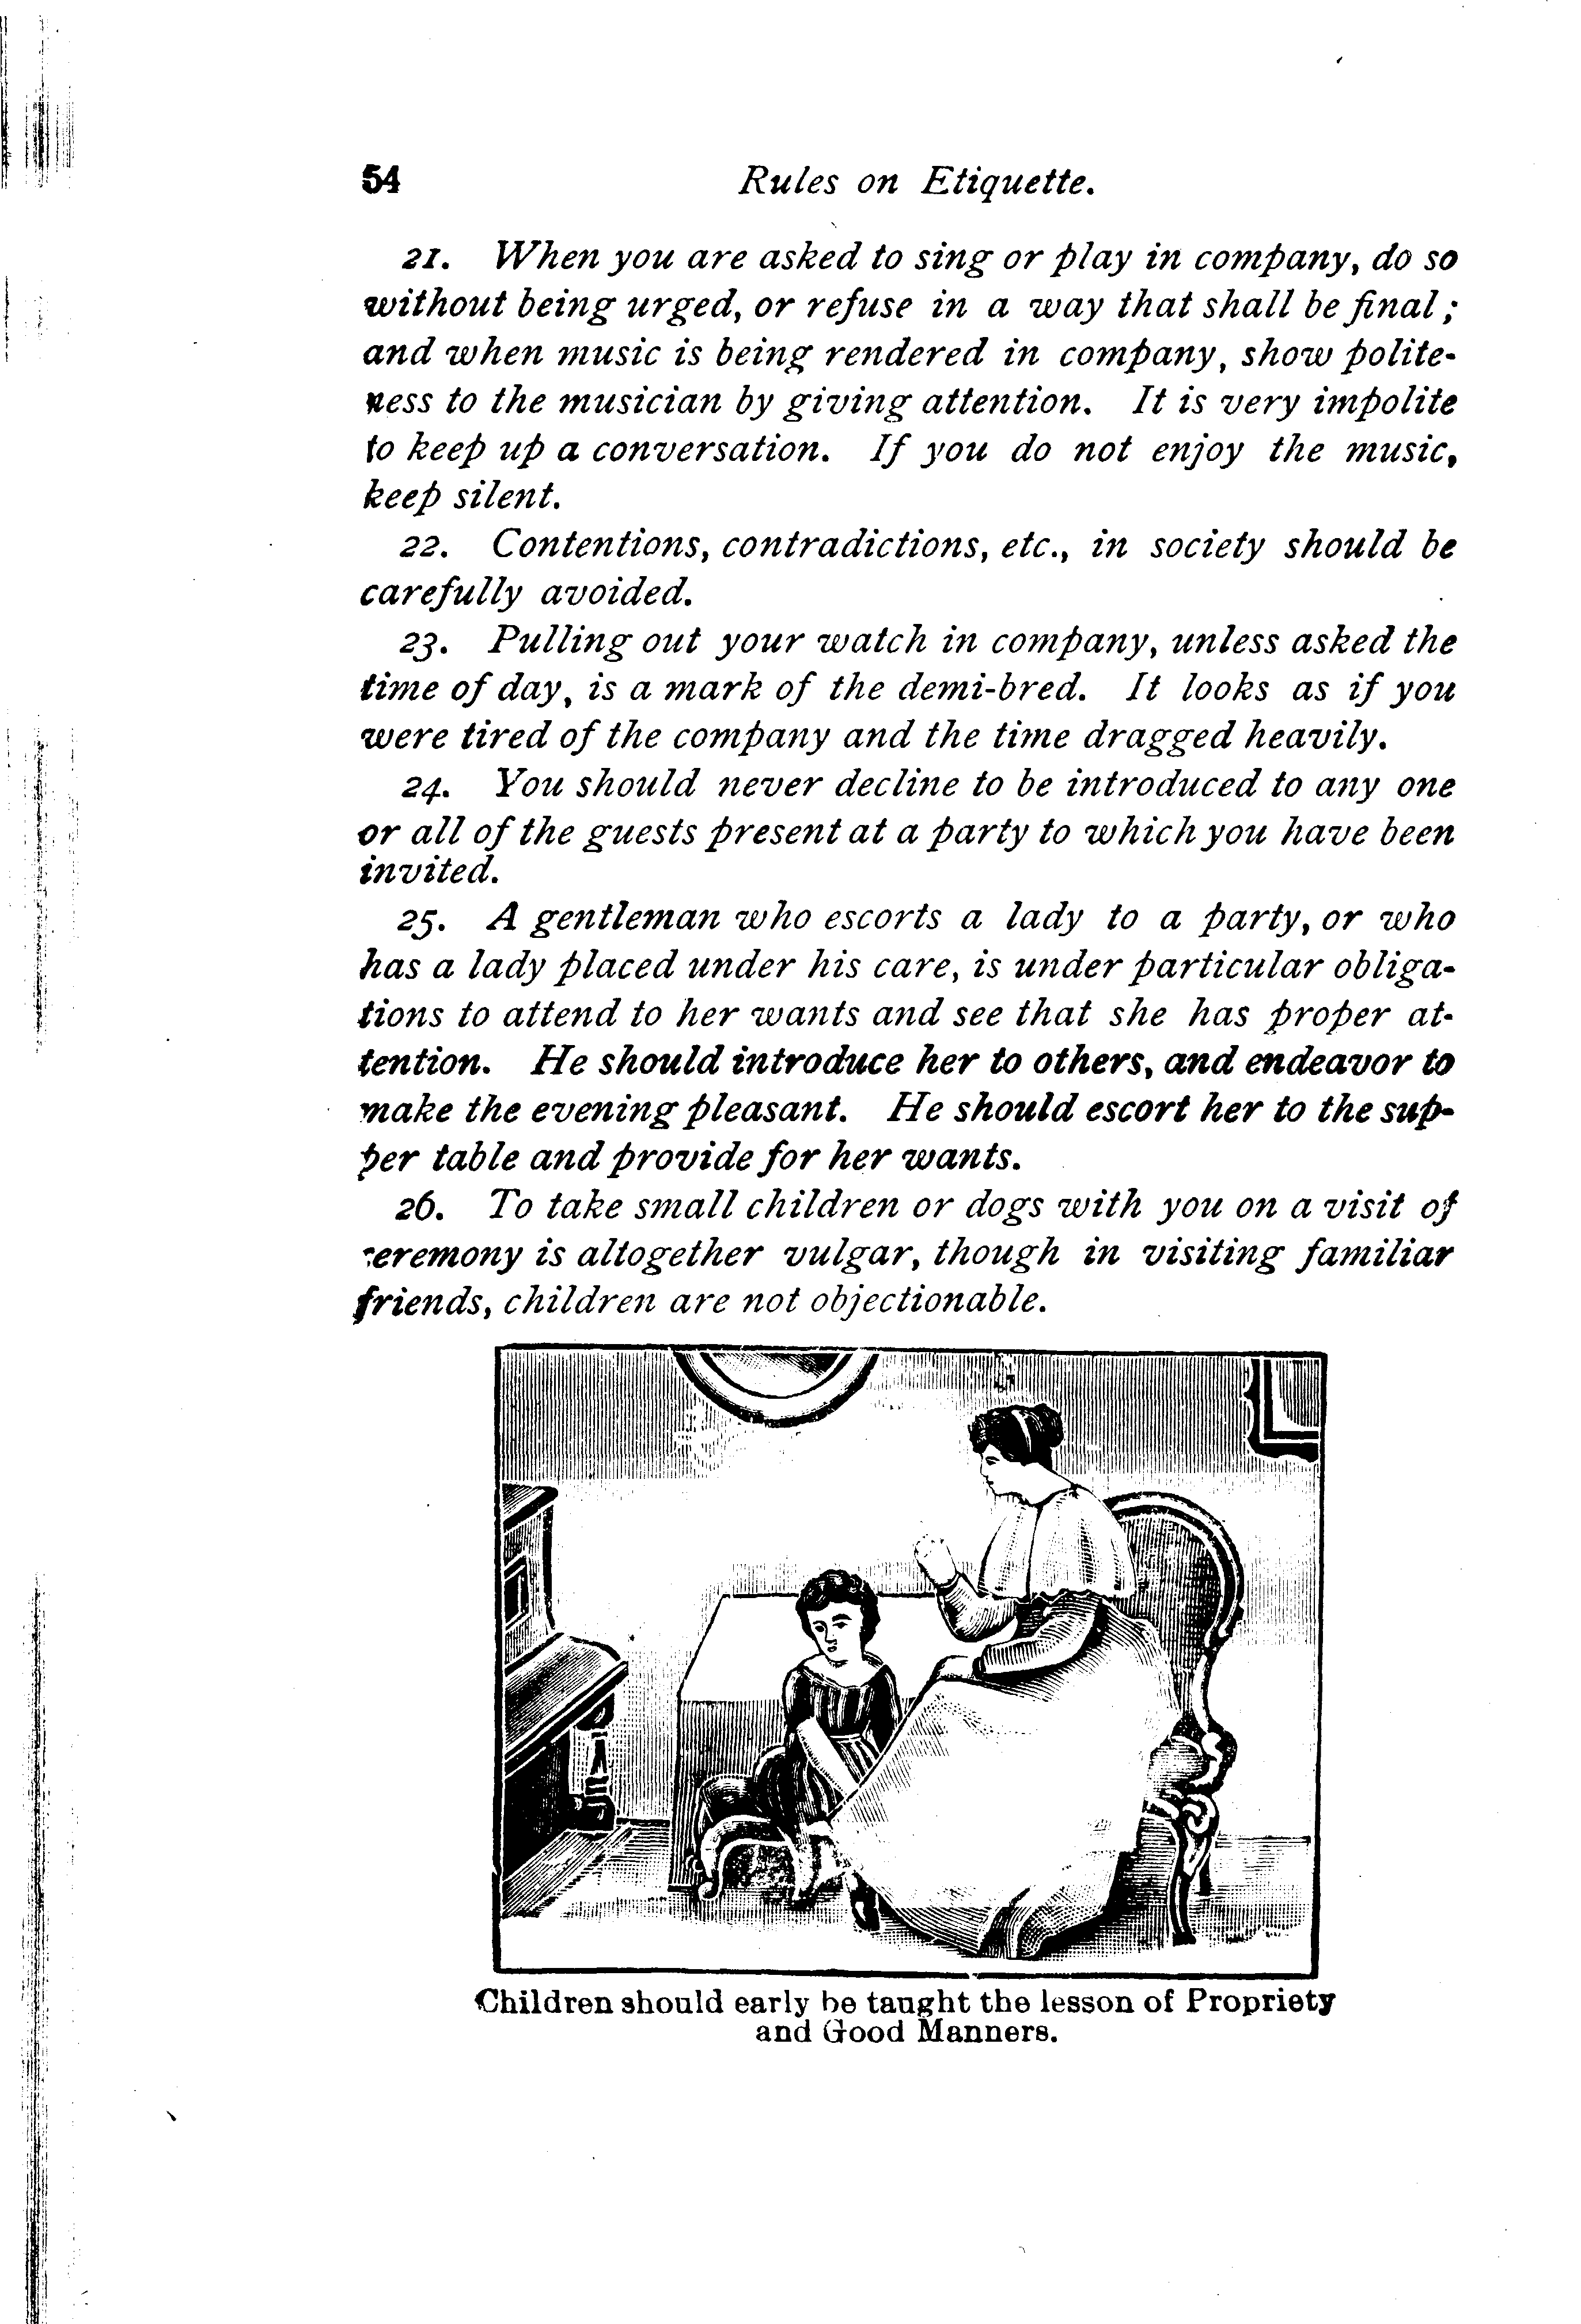 54 Rules on Etiquette.
21. When you are asked to sing or play in company, do so
without being urged, or refuse in a way that shall be final;
and when music is being rendered in company, show polite-
ness to the musician by giving attention. It is very impolite
to keep up a conversation. If you do not enjoy the music,
keep silent.
22. Contentions, contradictions, etc., in society should be
carefully avoided.
23. Pulling out your watch in company, unless asked the
time of day, is a mark of the demi-bred. It looks as if you
were tired of the company and the time dragged heavily.
24. You should never decline to be introduced to any one
or all of the guests present at a party to which you have been
invited.
25. A gentleman who escorts a lady to a party, or who
has a lady placed under his care, is under particular obliga-
tions to attend to her wants and see that she has proper at-
tention. He should introduce her to others, and endeavor to
make the evening pleasant. He should escort her to the sup-
per table and provide for her wants.
26. To take small children or dogs with you on a visit of
ceremony is altogether vulgar, though in visiting familiar
friends, children are not objectionable.
Children should early be taught the lesson of Propriety
and Good Manners.